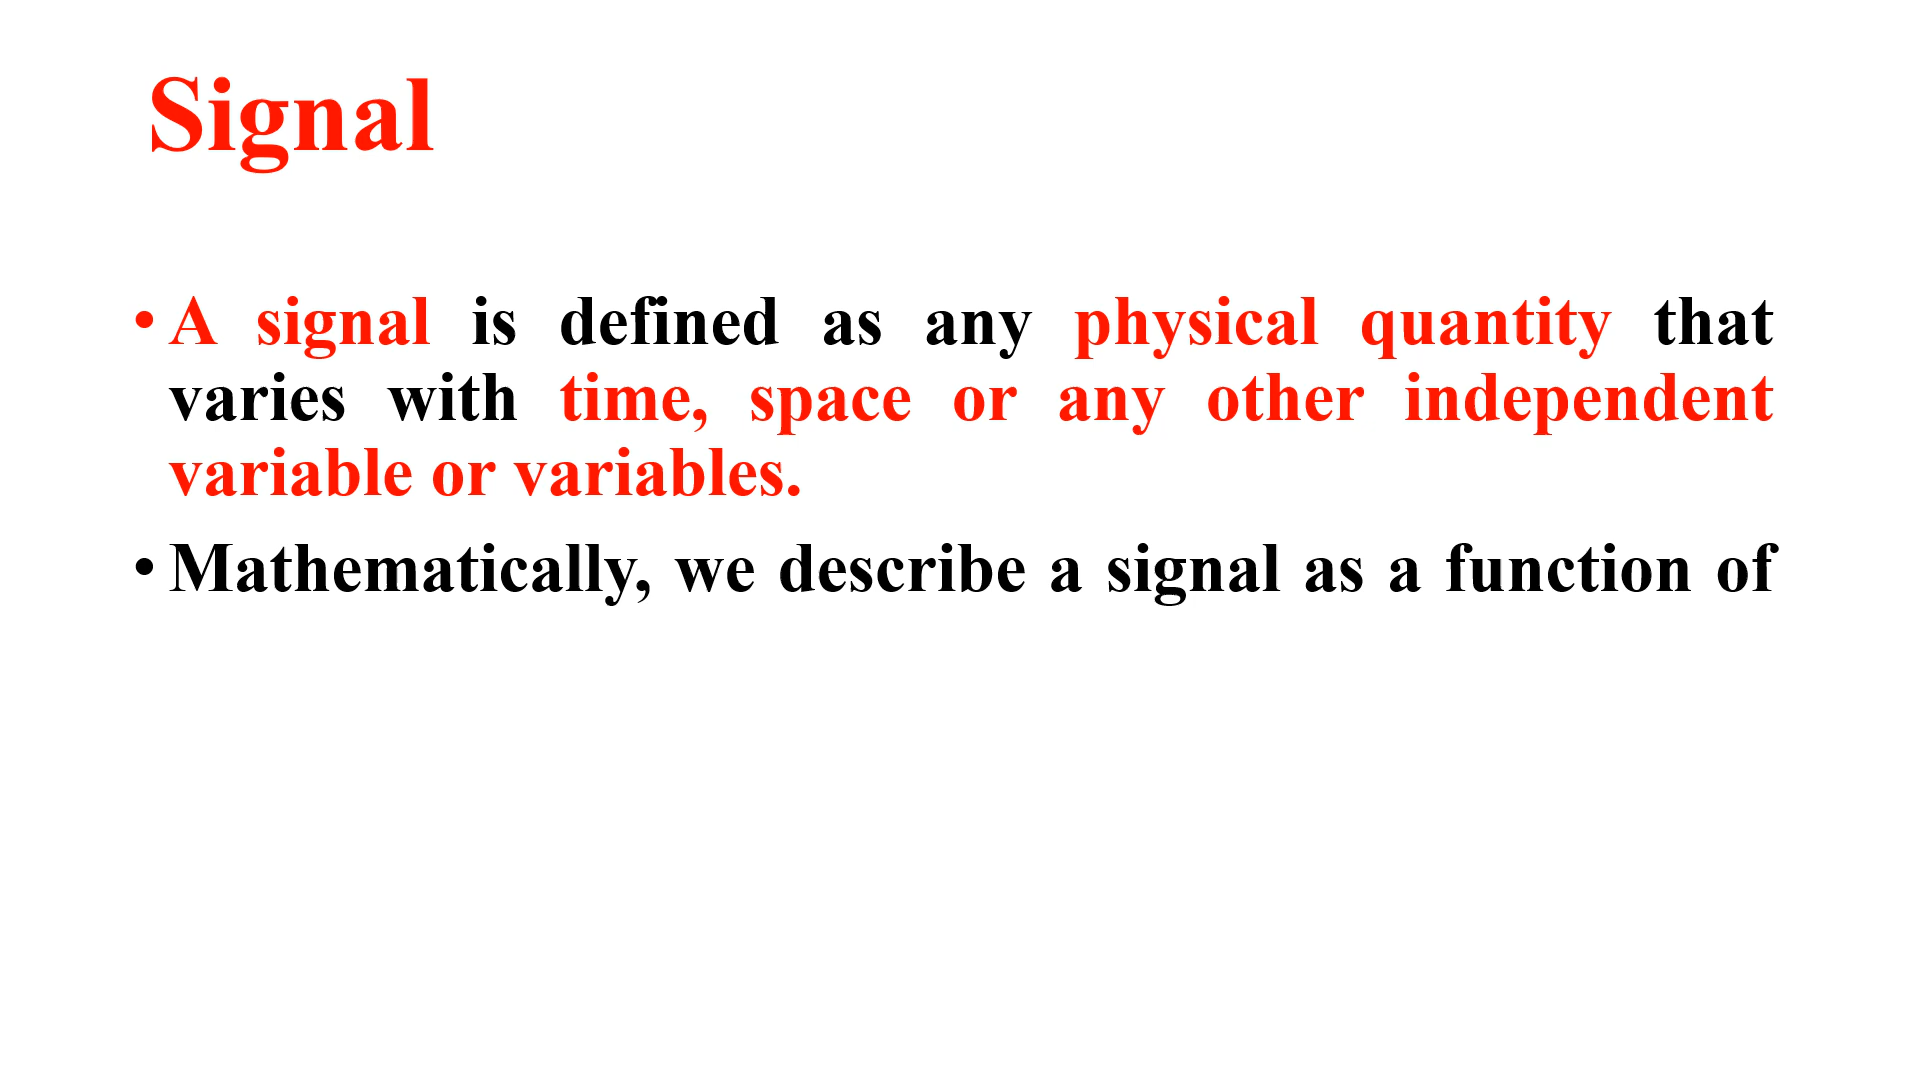 Signal
• A signal is defined as any physical quantity that
varies with time, space or any other independent
variable or variables.
• Mathematically, we describe a signal as a function of